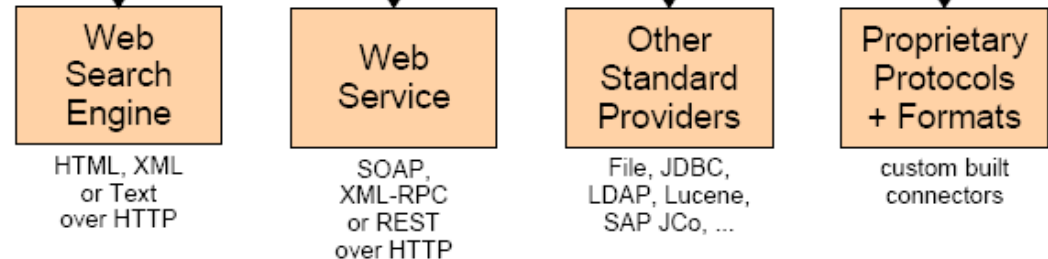 Web
Search
Engine
HTML, XML
or Text
over HTTP
Web
Service
SOAP,
XML-RPC
or REST
over HTTP
Other
Standard
Providers
File, JDBC,
LDAP, Lucene,
SAP JCo, ...
Proprietary
Protocols
+ Formats
custom built
connectors